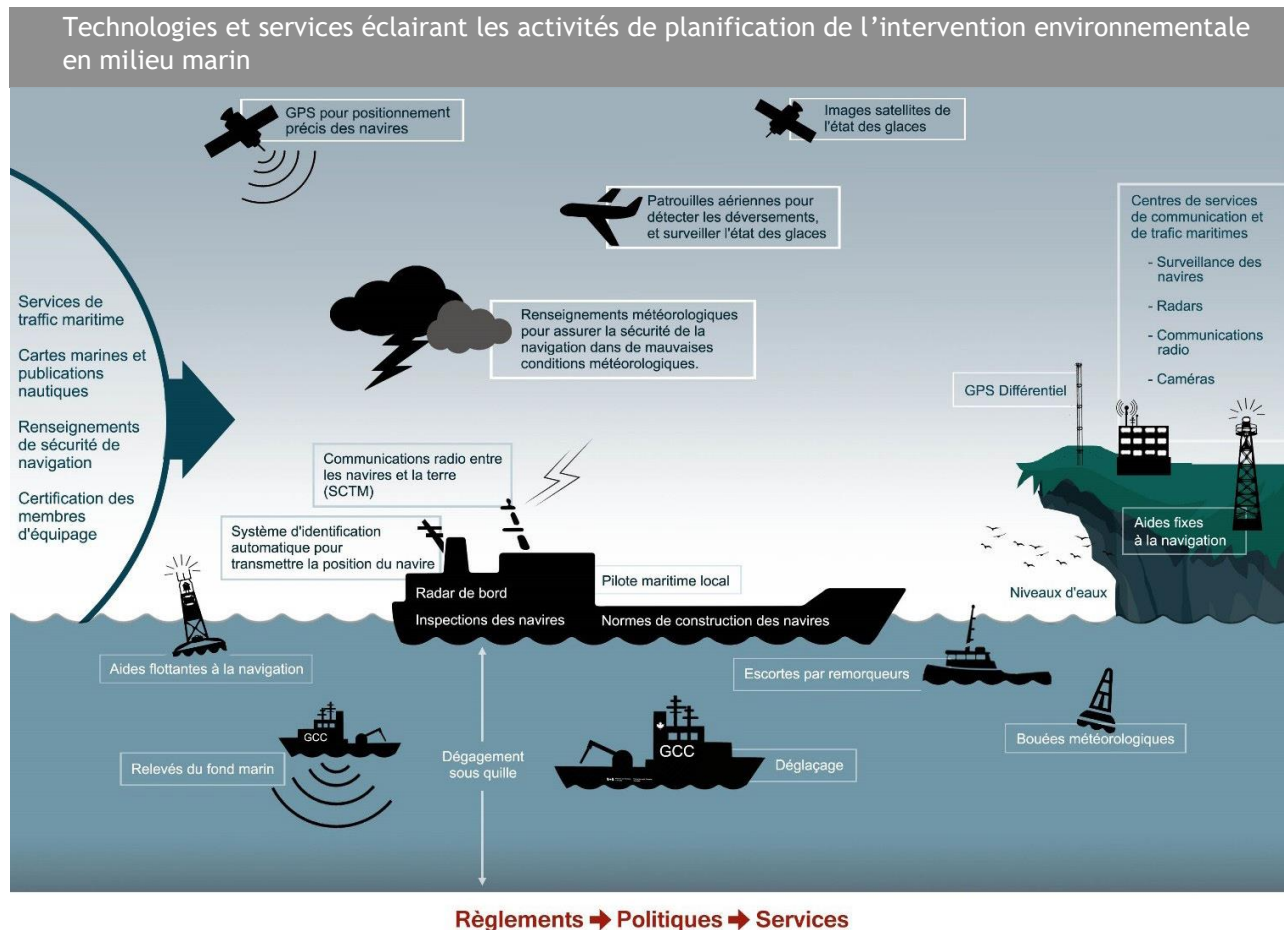 Technologies et services éclairant les activités de planification de l’intervention environnementale
en milieu marin
GPS pour positionnement
précis des navires
Images satellites de
l'état des glaces
Patrouilles aériennes pour
détecter les déversements,
et surveiller l'état des glaces
Centres de services
de communication et
de trafic maritimes
- Surveillance des
navires
- Radars
- Communications
radio
- Caméras
Services de
traffic maritime
Cartes marines et
publications
nautiques
Renseignements
de sécurité de
navigation
Certification des
membres
d'équipage
Renseignements météorologiques
pour assurer la sécurité de la
navigation dans de mauvaises
conditions météorologiques.
GPS Différentiel
Communications radio entre
les navires et la terre
(SCTM)
Système d'identification
automatique pour
transmettre la position du navire
Aides fixes
à la navigation
Pilote maritime local
Radar de bord
Inspections des navires
Normes de construction des navires
Niveaux d'eaux
Aides flottantes à la navigation
Escortes par remorqueurs
Bouées météorologiques
GCC
Relevés du fond marin
Dégagement
sous quille
GCC
Déglaçage
Règlements ➔ Politiques ➔ Services